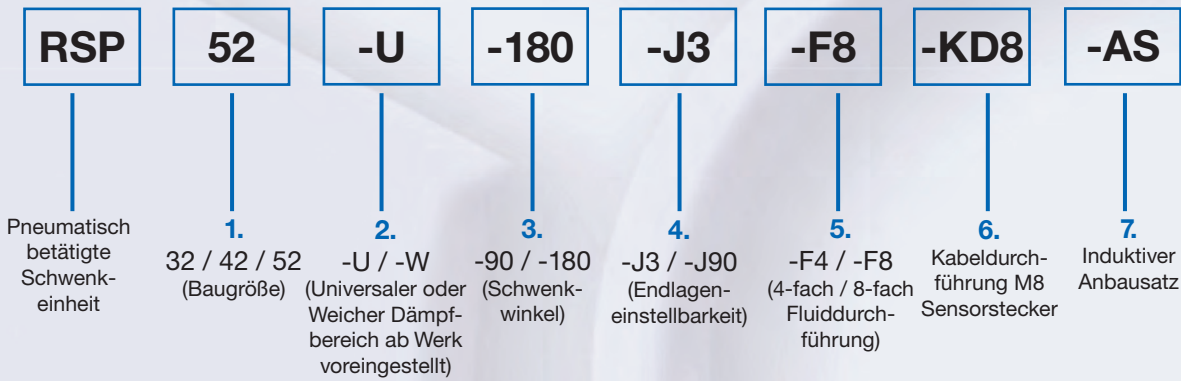 RSP 52 -U -180 -J3 -F8 -KD8 -AS
Pneumatisch
betätigte
Schwenk-
einheit
1.
32 / 42 / 52
(Baugröße)
2.
-U / -W
(Universaler oder
Weicher Dämpf-
bereich ab Werk
voreingestellt)
3.
-90 / -180
(Schwenk-
winkel)
4.
-J3 / -J90
(Endlagen-
einstellbarkeit)
5.
-F4 / -F8
(4-fach / 8-fach
Fluiddurch-
führung)
6.
Kabeldurch-
führung M8
Sensorstecker
7.
Induktiver
Anbausatz